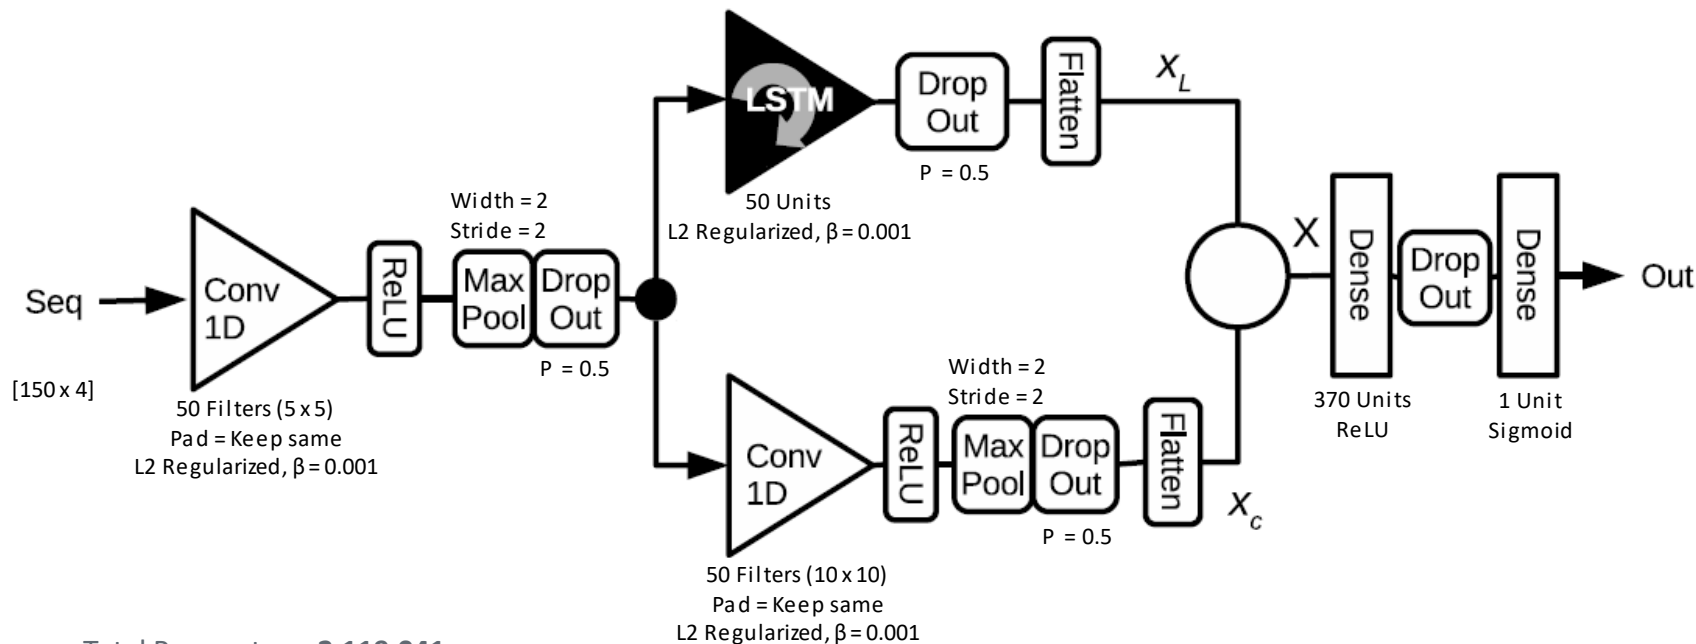 Seq
[150 x 4]
Conv
1D
50 Filters (5 x 5)
Pad = Keep same
L2 Regularized, β = 0.001
ReLU
Width = 2
Stride = 2
Max
Pool
Drop
Out
P = 0.5
LSTM
50 Units
L2 Regularized, β = 0.001
Drop
Out
P = 0.5
Flatten
XL
Conv
1D
50 Filters (10 x 10)
Pad = Keep same
L2 Regularized, β = 0.001
ReLU
Width = 2
Stride = 2
Max
Pool
Drop
Out
P = 0.5
Flatten
Xc
X
Dense
370 Units
ReLU
Drop
Out
Dense
1 Unit
Sigmoid
Out